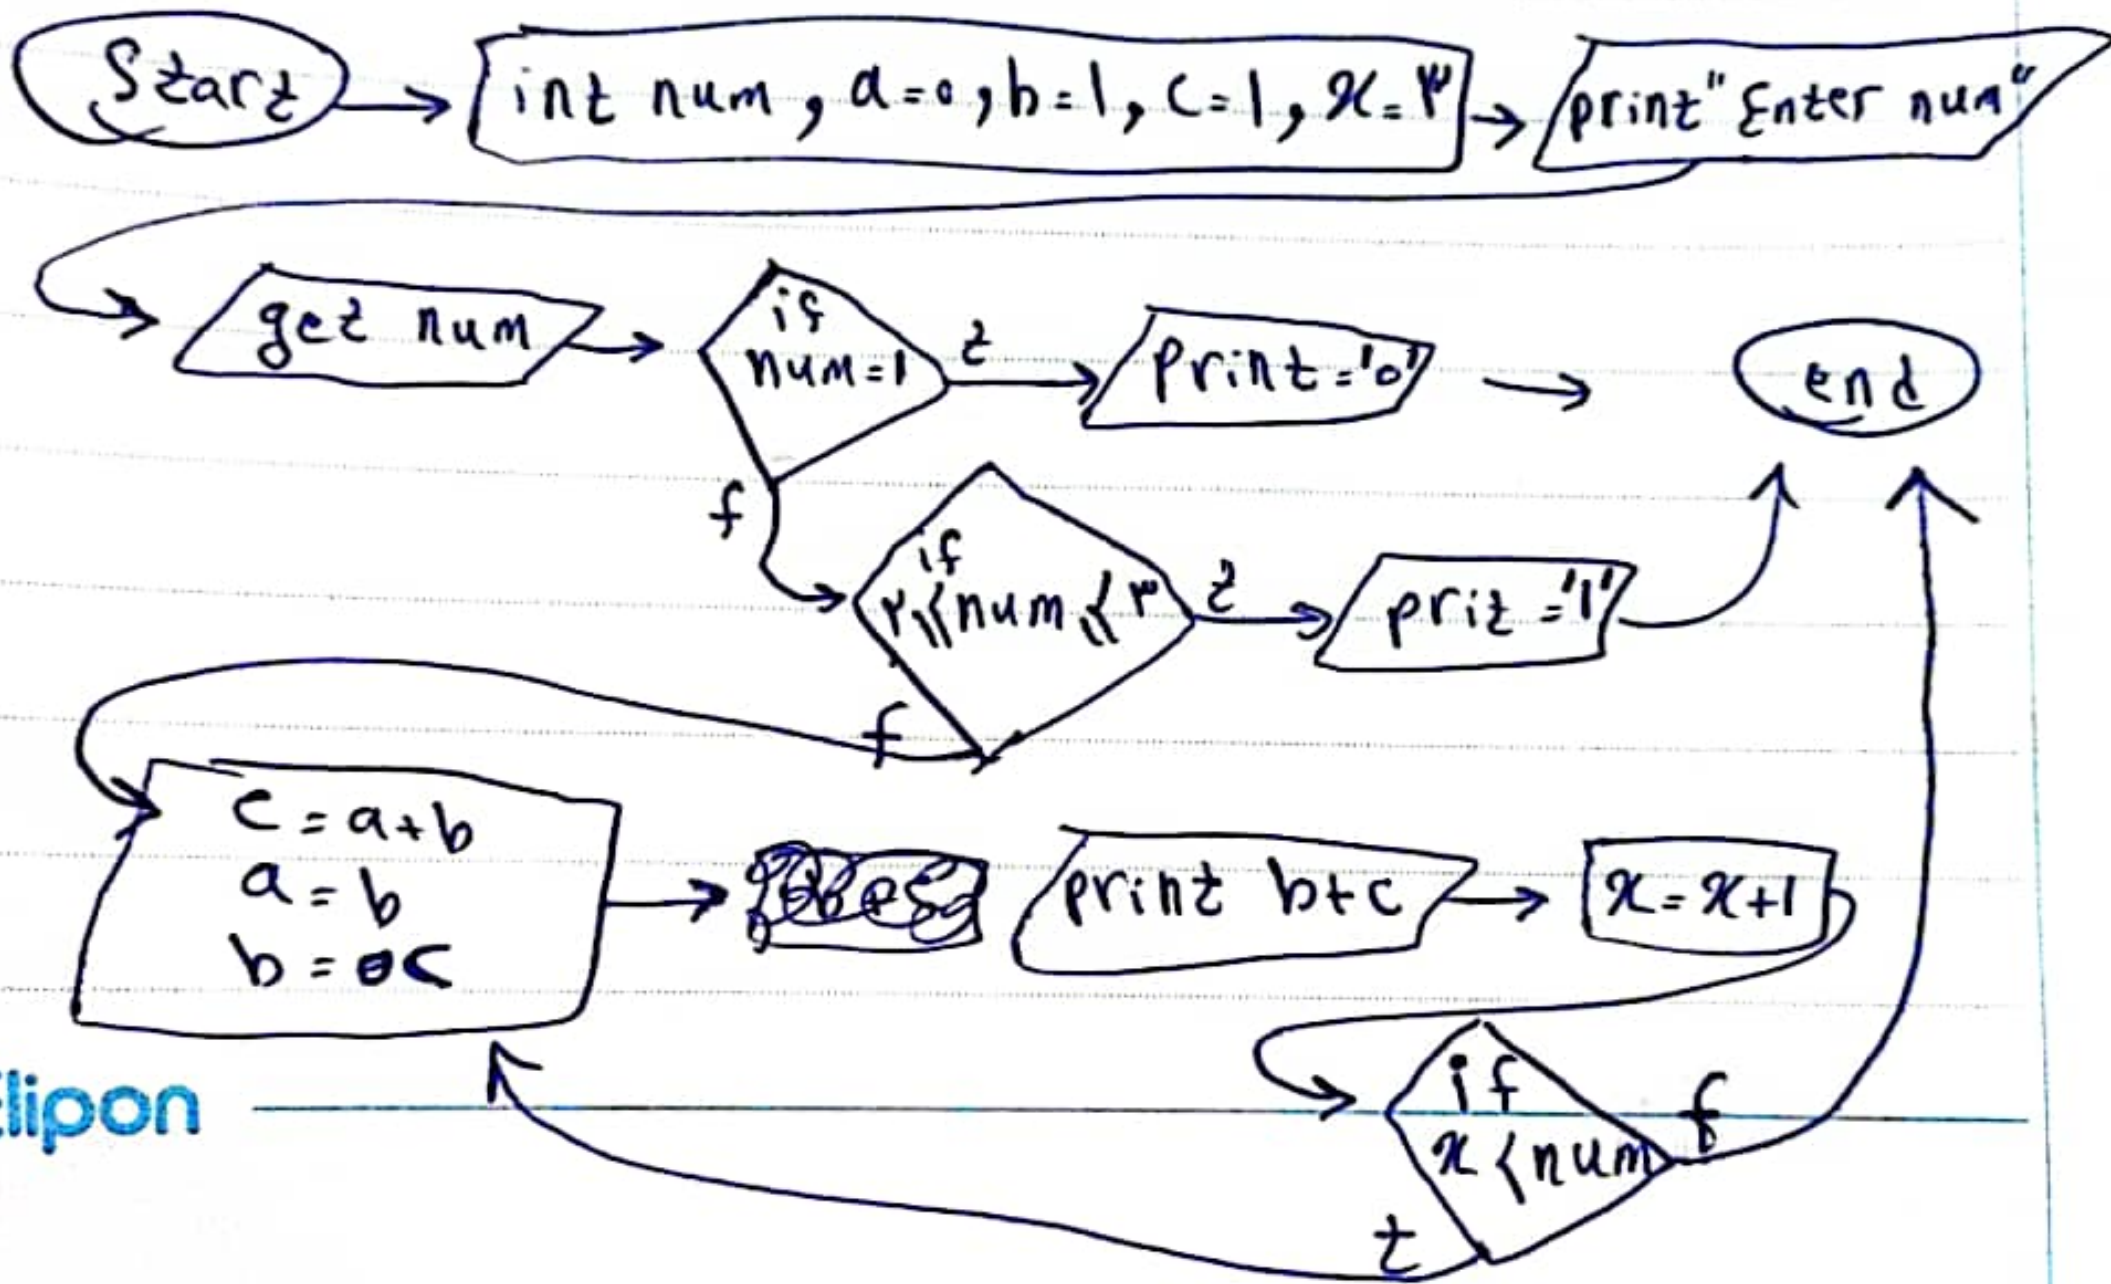 Start
int num, a=0, b=1, c=1, x=۳
print "Enter num"
get num
if
num=1
t
print='0'
end
f
if
۲≤num≤۳
t
prit='1'
f
c=a+b
a=b
b=c
print b+c
x=x+1
if
x<num
f
t
lipon